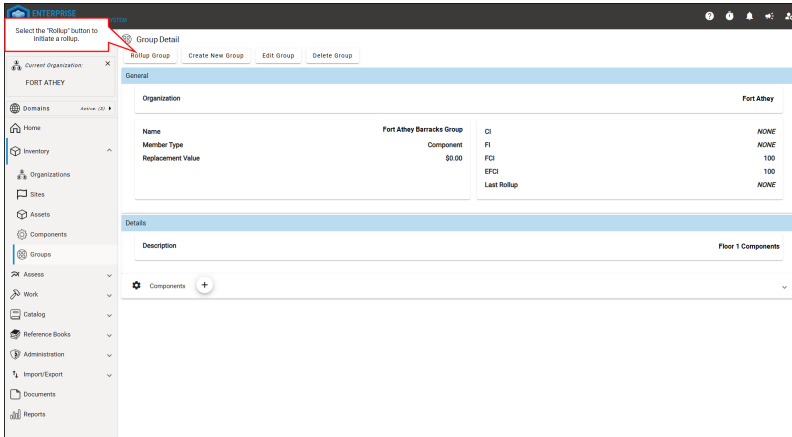 ENTERPRISE
Select the "Rollup" button to
initiate a rollup.
Group Detail
Rollup Group Create New Group Edit Group Delete Group
Current Organization:
FORT ATHEY
Domains Active: (3)
Home
Inventory
Organizations
Sites
Assets
Components
Groups
Assess
Work
Catalog
Reference Books
Administration
Import/Export
Documents
Reports
General
Organization Fort Athey
Name Fort Athey Barracks Group
Member Type Component
Replacement Value $0.00
CI NONE
FI NONE
FCI 100
EFCI 100
Last Rollup NONE
Details
Description Floor 1 Components
Components